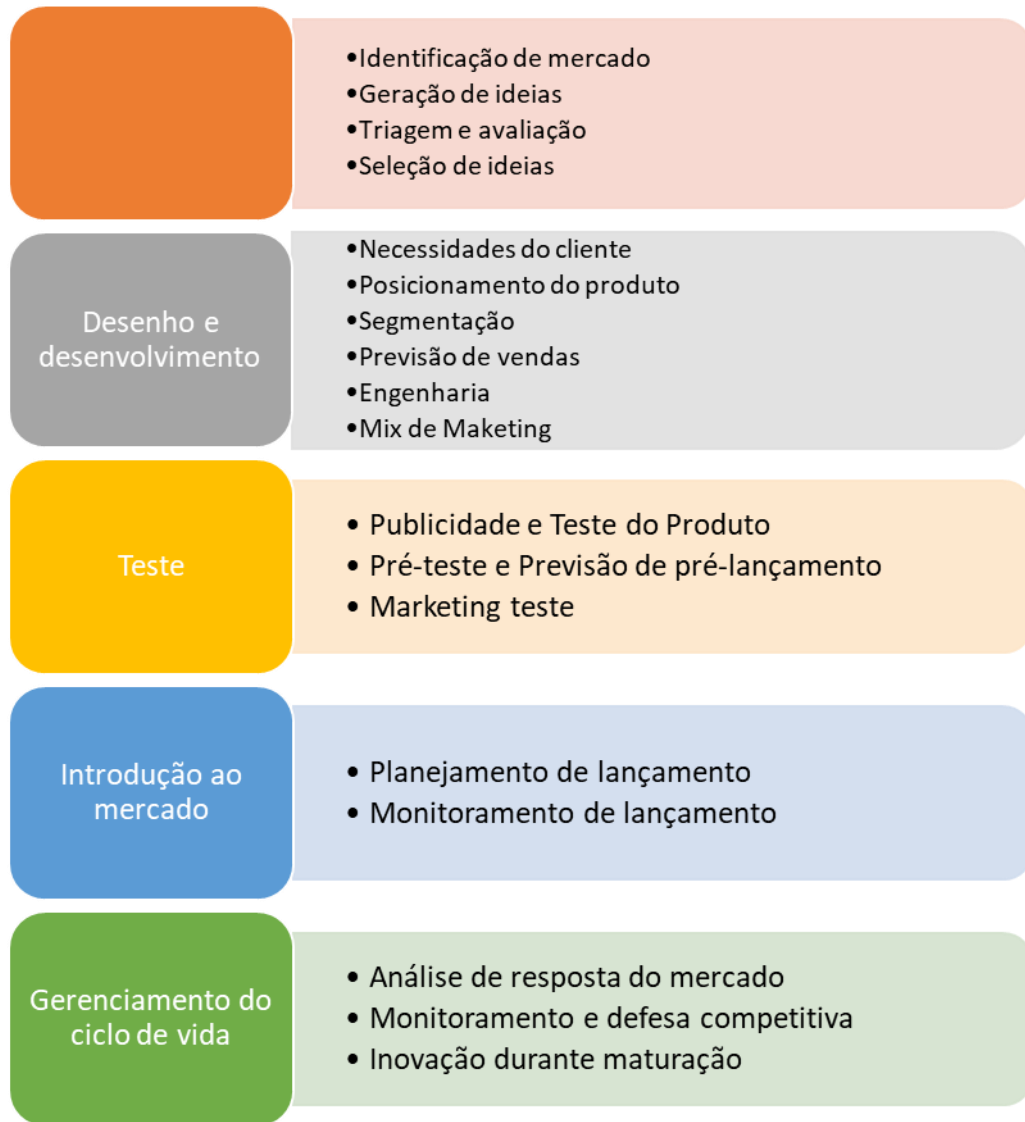 •Identificação de mercado
•Geração de ideias
•Triagem e avaliação
•Seleção de ideias
Desenho e
desenvolvimento
•Necessidades do cliente
•Posicionamento do produto
•Segmentação
•Previsão de vendas
•Engenharia
•Mix de Maketing
Teste
• Publicidade e Teste do Produto
• Pré-teste e Previsão de pré-lançamento
• Marketing teste
Introdução ao
mercado
• Planejamento de lançamento
• Monitoramento de lançamento
Gerenciamento do
ciclo de vida
• Análise de resposta do mercado
• Monitoramento e defesa competitiva
• Inovação durante maturação